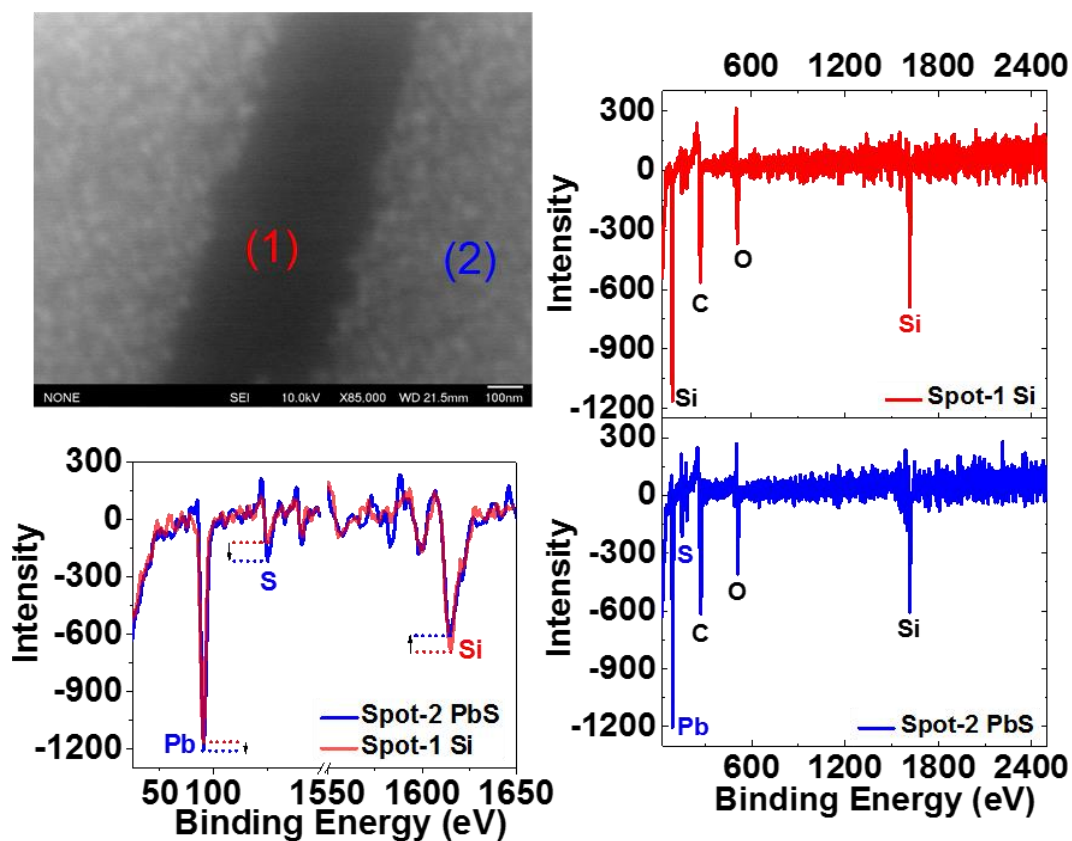 (1)
(2)
NONE SEI 10.0kV X85,000 WD 21.5mm 100nm
600 1200 1800 2400
300
0
-300
-600
-900
-1200
Intensity
C
O
Si
Si
Spot-1 Si
300
0
-300
-600
-900
-1200
Intensity
S
C
O
Si
Pb
Spot-2 PbS
600 1200 1800 2400
Binding Energy (eV)
300
0
-300
-600
-900
-1200
Intensity
S
Si
Pb
Spot-2 PbS
Spot-1 Si
50 100 1550 1600 1650
Binding Energy (eV)